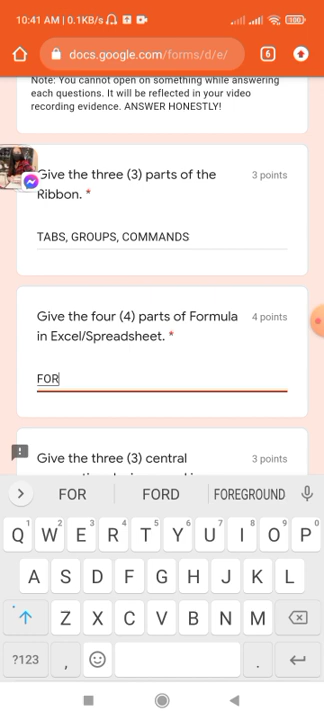 10:41 AM | 0.1KB/s
100
docs.google.com/forms/d/e/
6
Note: You cannot open on something while answering
each questions. It will be reflected in your video
recording evidence. ANSWER HONESTLY!
Give the three (3) parts of the
Ribbon. *
3 points
TABS, GROUPS, COMMANDS
Give the four (4) parts of Formula
in Excel/Spreadsheet. *
4 points
FOR
Give the three (3) central
3 points
FOR FORD FOREGROUND
1 2 3 4 5 6 7 8 9 0
Q W E R T Y U I O P
A S D F G H J K L
Z X C V B N M
?123 , .